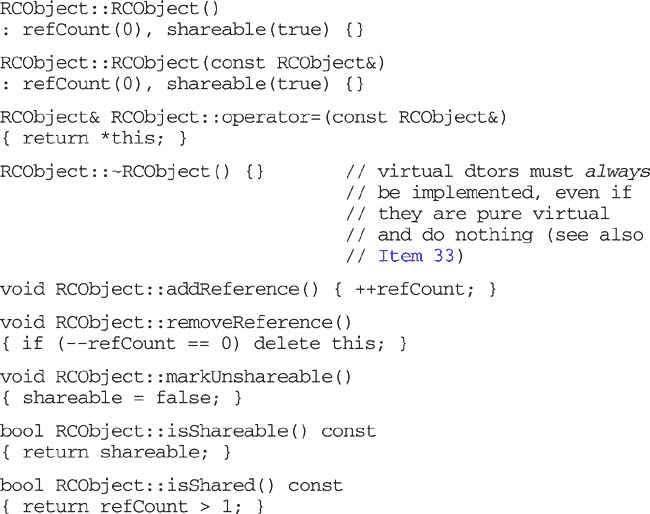 RCObject::RCObject()
: refCount(0), shareable(true) {}
RCObject::RCObject(const RCObject&)
: refCount(0), shareable(true) {}
RCObject& RCObject::operator=(const RCObject&)
{ return *this; }
RCObject::~RCObject() {} // virtual dtors must always
// be implemented, even if
// they are pure virtual
// and do nothing (see also
// Item 33)
void RCObject::addReference() { ++refCount; }
void RCObject::removeReference()
{ if (--refCount == 0) delete this; }
void RCObject::markUnshareable()
{ shareable = false; }
bool RCObject::isShareable() const
{ return shareable; }
bool RCObject::isShared() const
{ return refCount > 1; }